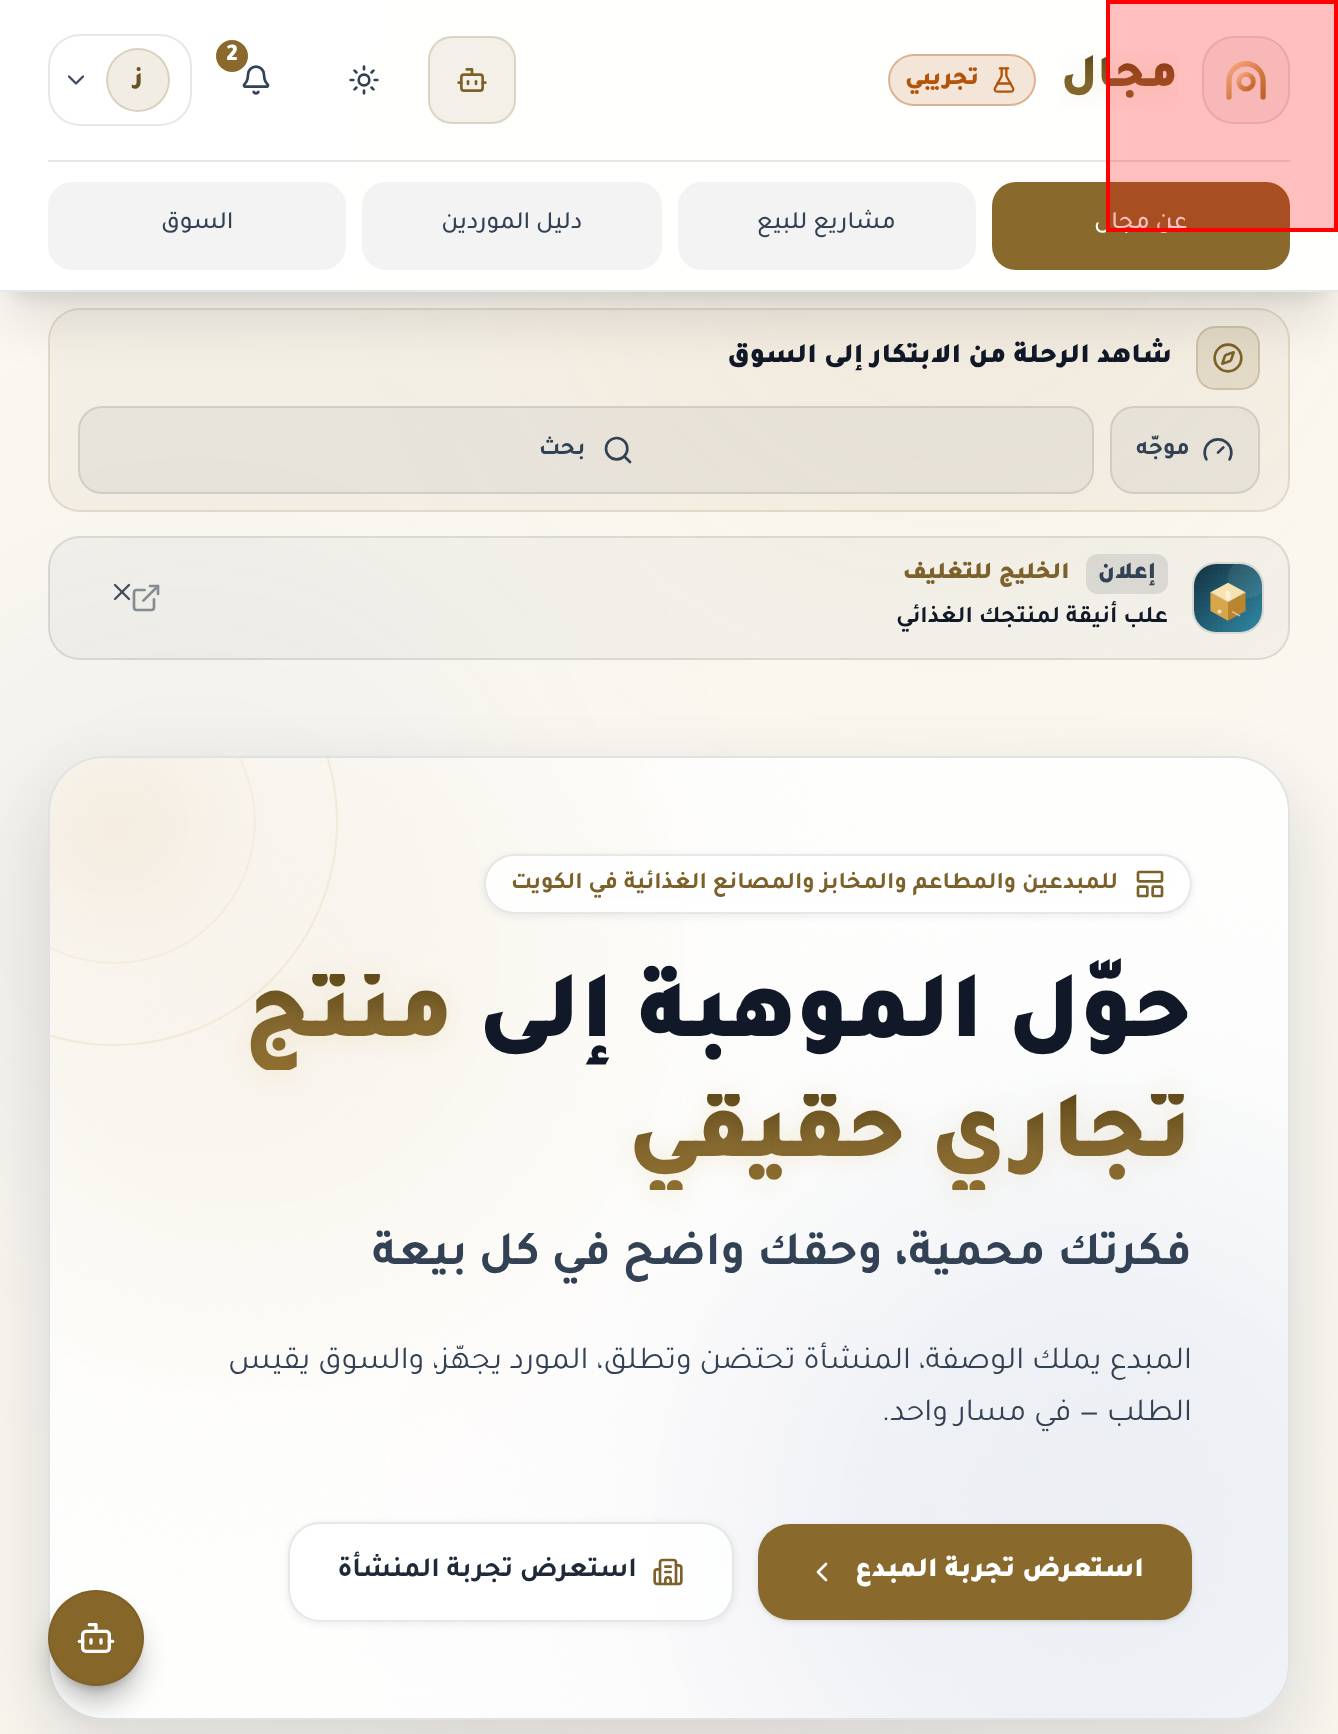 مجال
تجريبي
2
ز
عن مجال
مشاريع للبيع
دليل الموردين
السوق
شاهد الرحلة من الابتكار إلى السوق
موجّه
بحث
إعلان
الخليج للتغليف
علب أنيقة لمنتجك الغذائي
للمبدعين والمطاعم والمخابز والمصانع الغذائية في الكويت
حوّل الموهبة إلى منتج
تجاري حقيقي
فكرتك محمية، وحقك واضح في كل بيعة
المبدع يملك الوصفة، المنشأة تحتضن وتطلق، المورد يجهّز، والسوق يقيس
الطلب – في مسار واحد.
استعرض تجربة المبدع
استعرض تجربة المنشأة